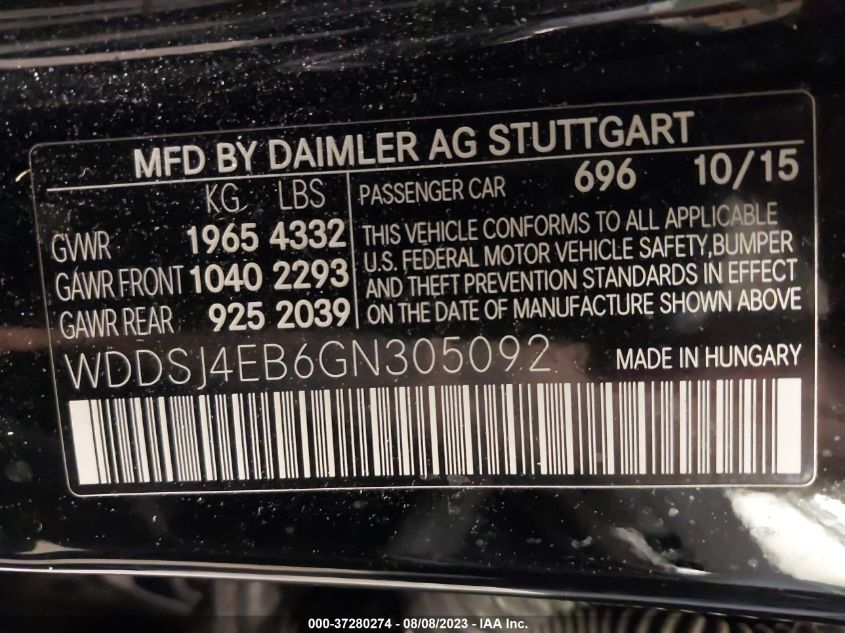 MFD BY DAIMLER AG STUTTGART
KG LBS
GVWR 1965 4332
GAWR FRONT 1040 2293
GAWR REAR 925 2039
PASSENGER CAR 696 10/15
THIS VEHICLE CONFORMS TO ALL APPLICABLE
U.S. FEDERAL MOTOR VEHICLE SAFETY, BUMPER
AND THEFT PREVENTION STANDARDS IN EFFECT
ON THE DATE OF MANUFACTURE SHOWN ABOVE
WDDSJ4EB6GN305092 MADE IN HUNGARY
000-37280274 - 08/08/2023 - IAA Inc.